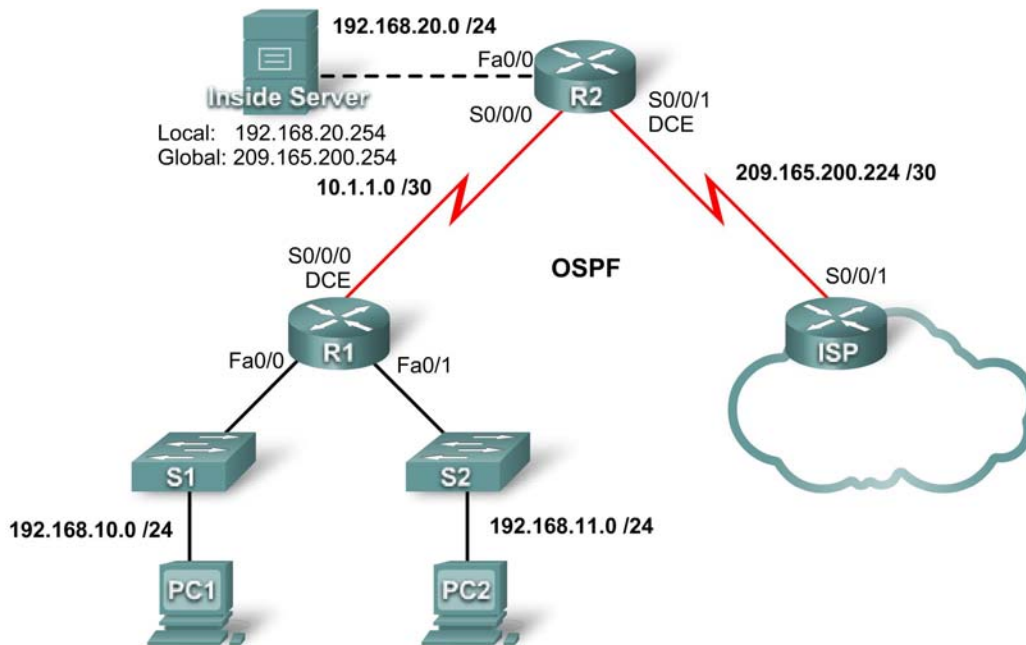 192.168.20.0 /24
Fa0/0
R2
Inside Server
S0/0/0
S0/0/1
DCE
Local: 192.168.20.254
Global: 209.165.200.254
10.1.1.0 /30
209.165.200.224 /30
S0/0/0
DCE
OSPF
S0/0/1
R1
ISP
Fa0/0
Fa0/1
S1
S2
192.168.10.0 /24
192.168.11.0 /24
PC1
PC2